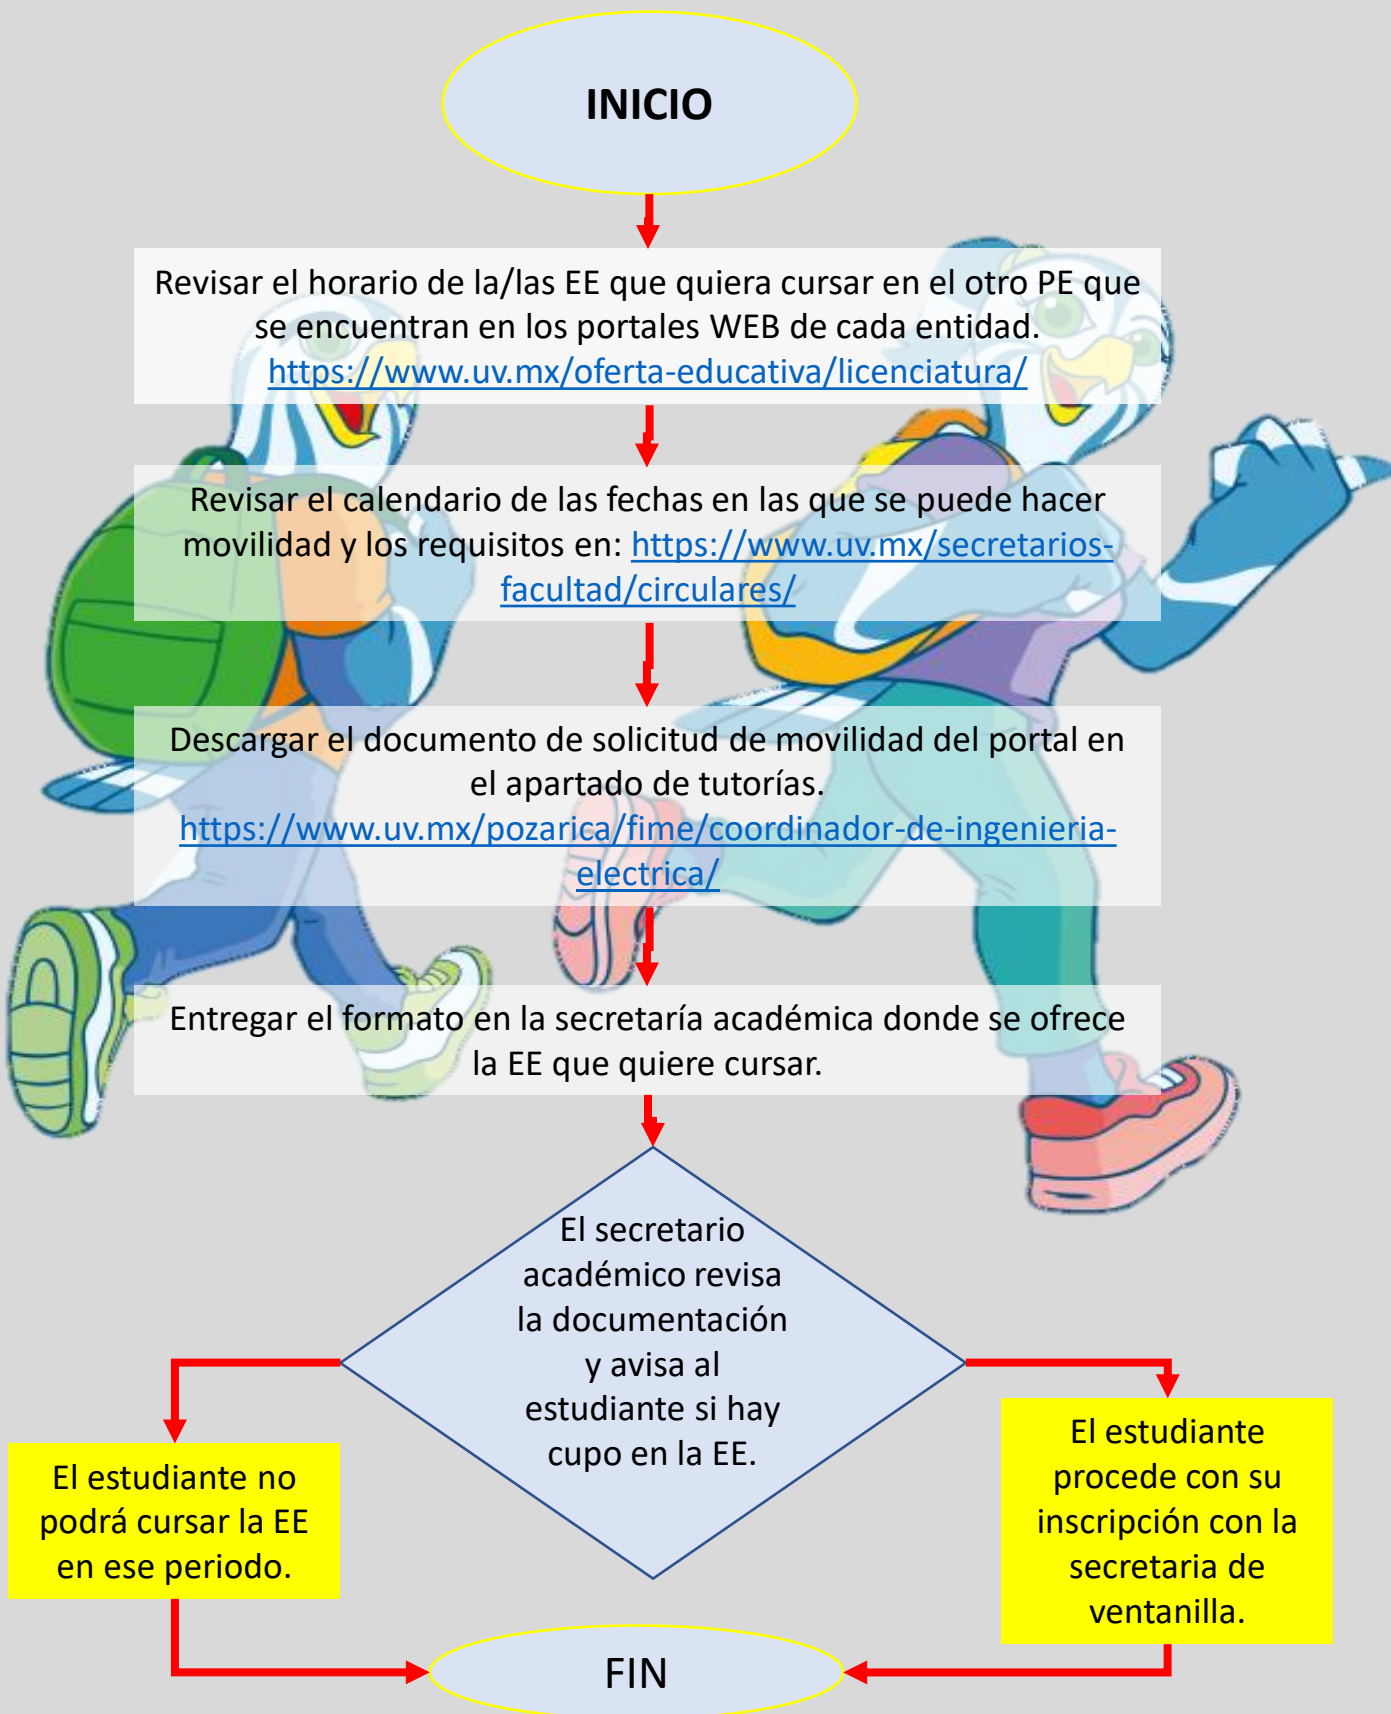 INICIO
Revisar el horario de la/las EE que quiera cursar en el otro PE que
se encuentran en los portales WEB de cada entidad.
https://www.uv.mx/oferta-educativa/licenciatura/
Revisar el calendario de las fechas en las que se puede hacer
movilidad y los requisitos en: https://www.uv.mx/secretarios-
facultad/circulares/
Descargar el documento de solicitud de movilidad del portal en
el apartado de tutorías.
https://www.uv.mx/pozarica/fime/coordinador-de-ingenieria-
electrica/
Entregar el formato en la secretaría académica donde se ofrece
la EE que quiere cursar.
El secretario
académico revisa
la documentación
y avisa al
estudiante si hay
cupo en la EE.
El estudiante no
podrá cursar la EE
en ese periodo.
El estudiante
procede con su
inscripción con la
secretaria de
ventanilla.
FIN